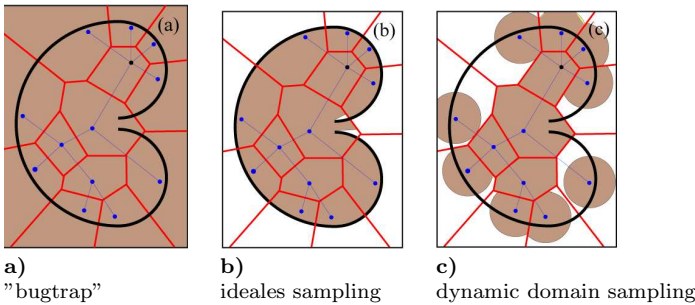 (a)
(b)
(c)
a)
"bugtrap"
b)
ideales sampling
c)
dynamic domain sampling